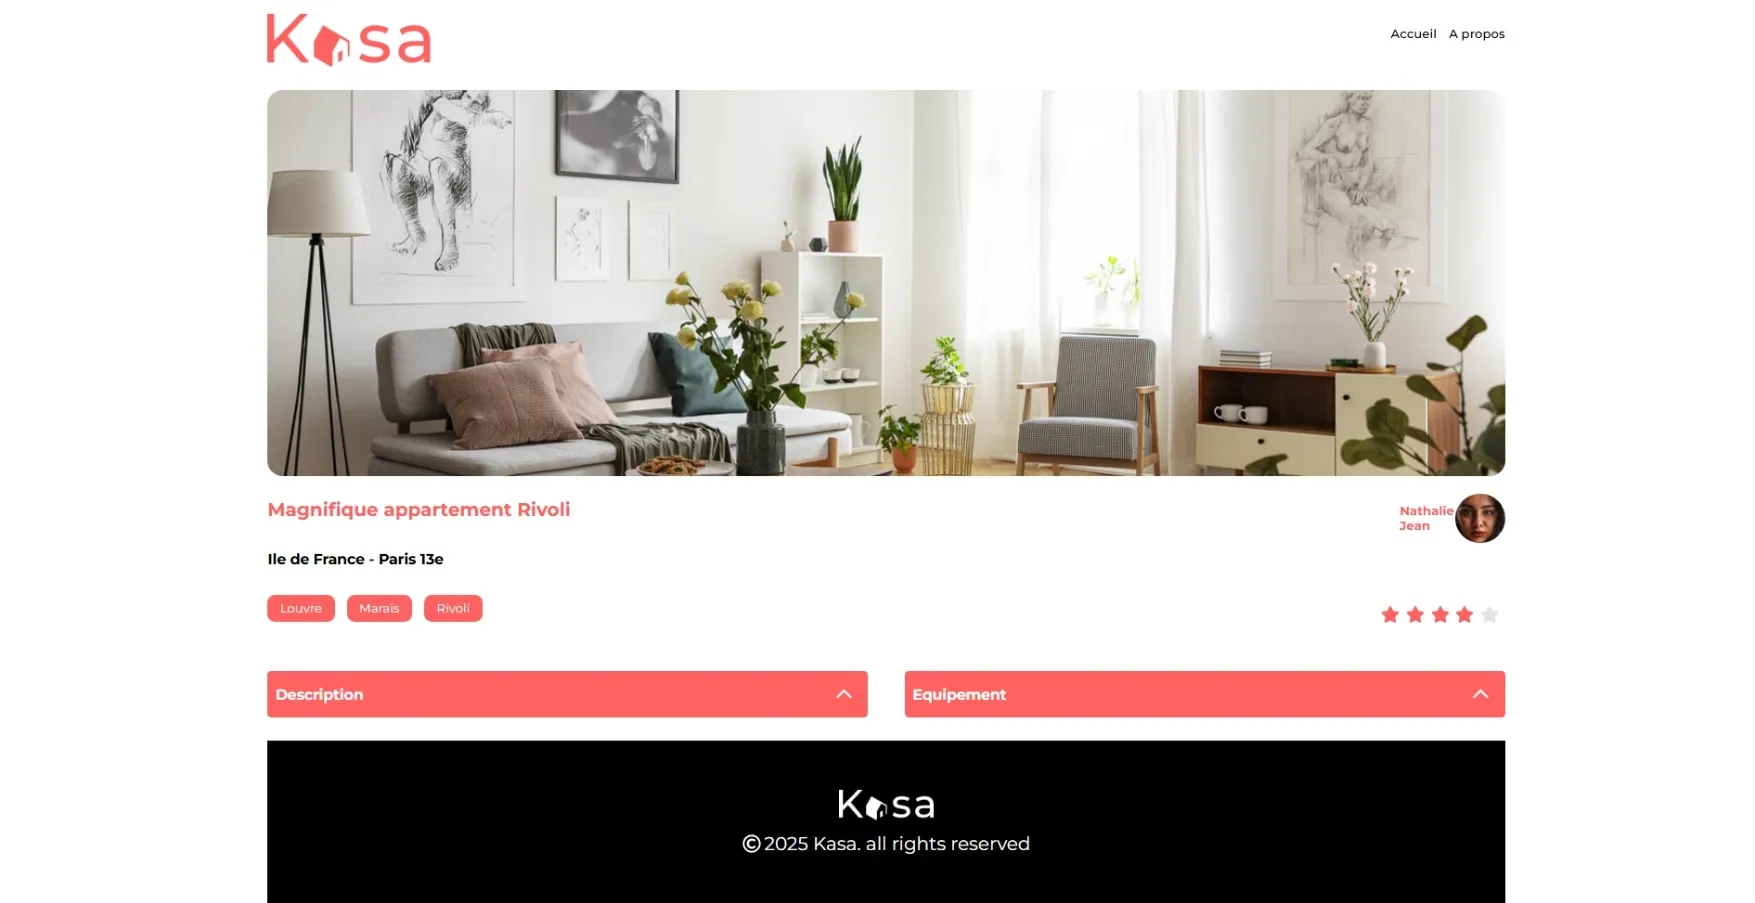 Kasa
Accueil A propos
Magnifique appartement Rivoli
Nathalie
Jean
Ile de France - Paris 13e
Louvre Marais Rivoli
Description
Equipement
Kasa
©2025 Kasa. all rights reserved